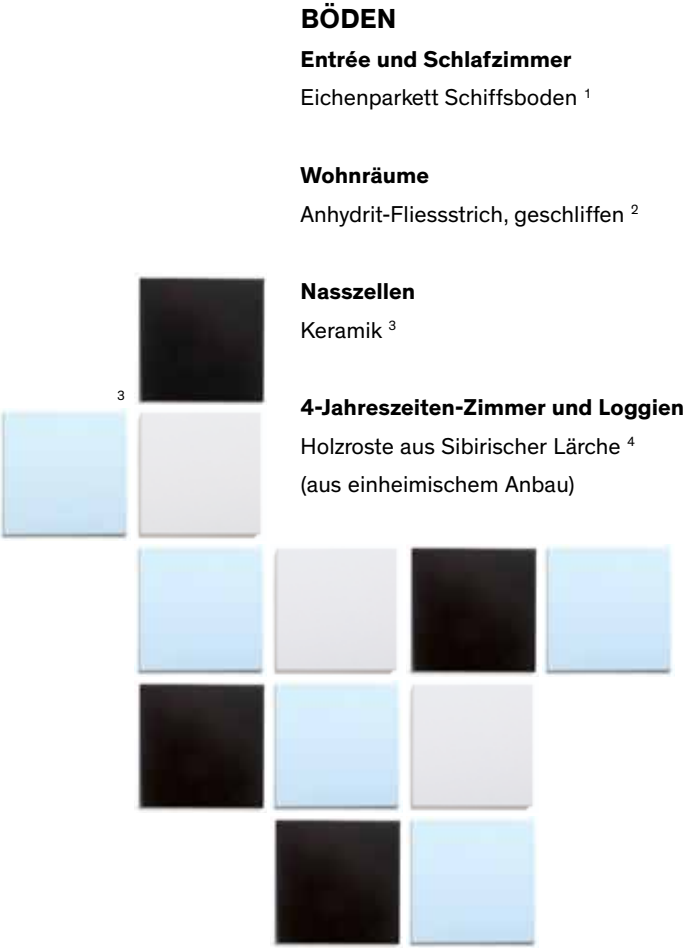 BÖDEN
Entrée und Schlafzimmer
Eichenparkett Schiffsboden ¹
Wohnräume
Anhydrit-Fliessstrich, geschliffen ²
Nasszellen
Keramik ³
3
4-Jahreszeiten-Zimmer und Loggien
Holzroste aus Sibirischer Lärche ⁴
(aus einheimischem Anbau)